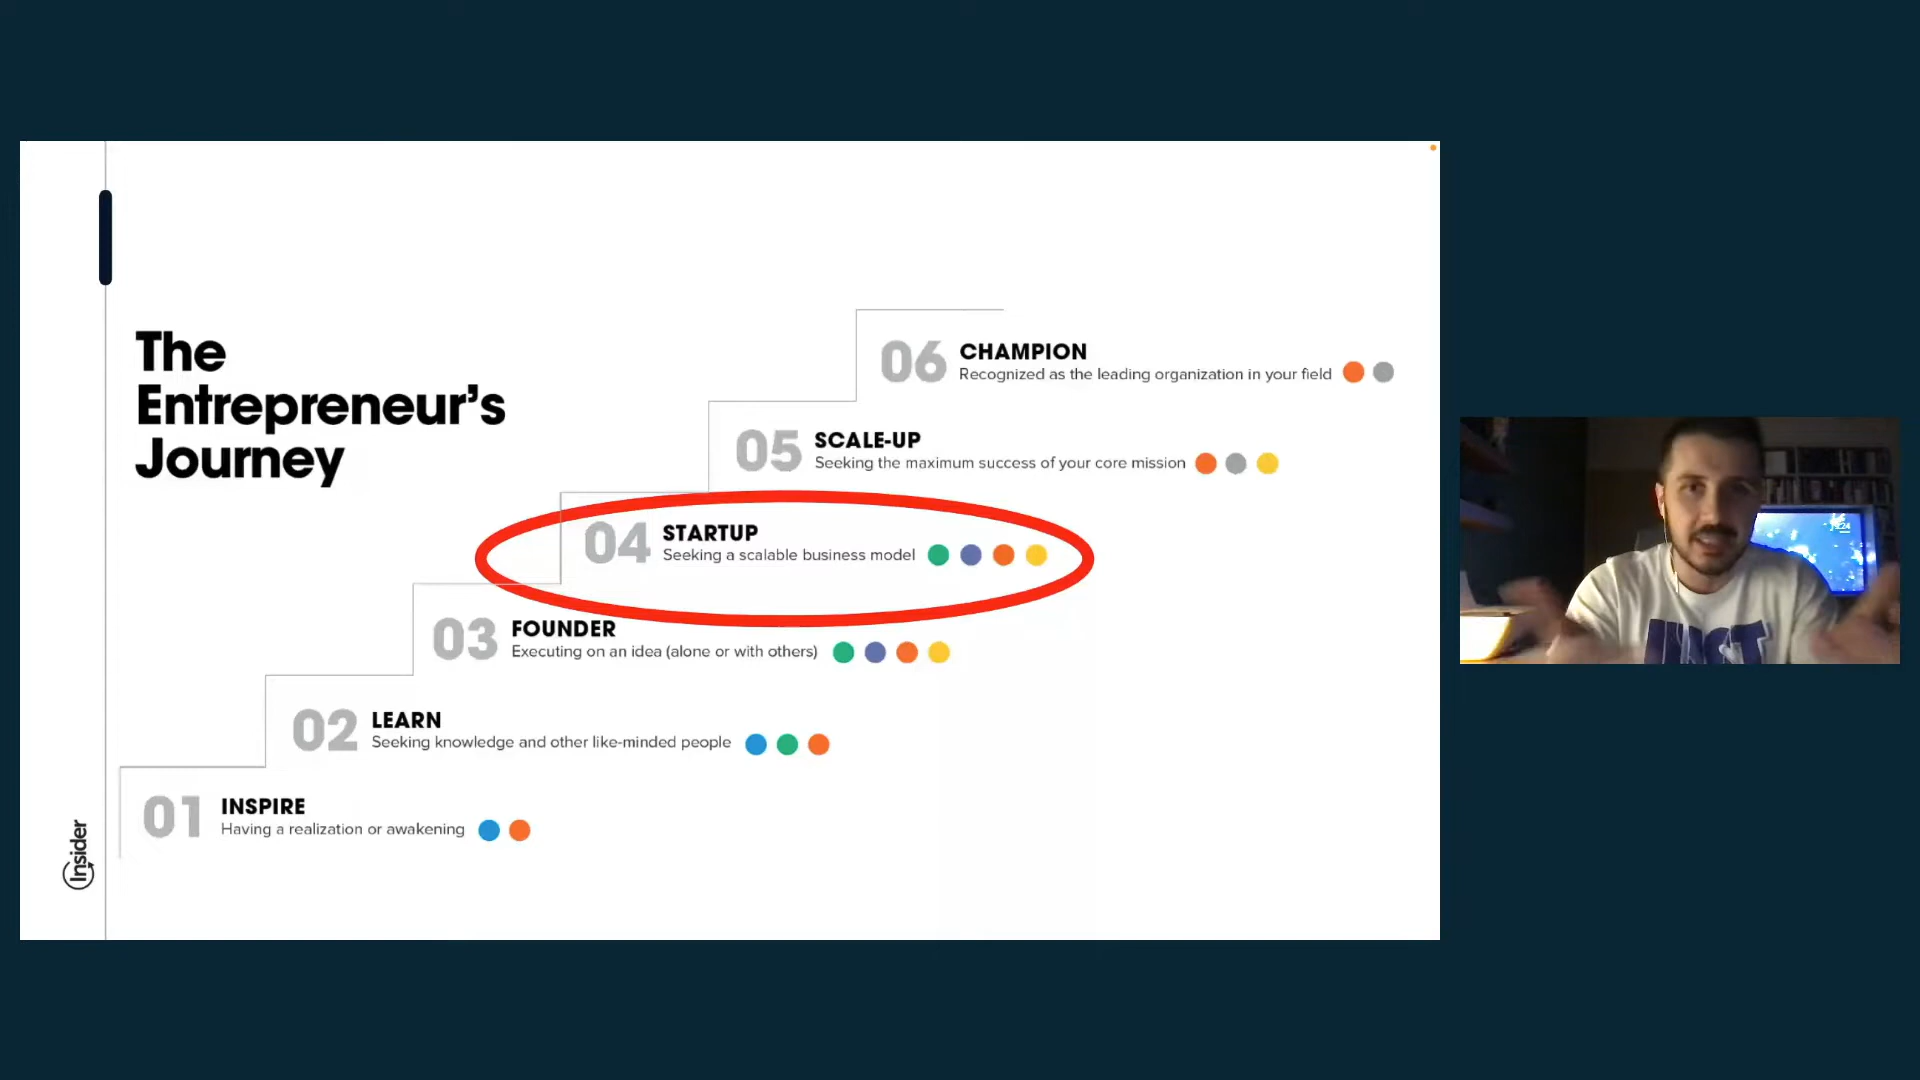 The
Entrepreneur's
Journey
06 CHAMPION
Recognized as the leading organization in your field
05 SCALE-UP
Seeking the maximum success of your core mission
04 STARTUP
Seeking a scalable business model
03 FOUNDER
Executing on an idea (alone or with others)
02 LEARN
Seeking knowledge and other like-minded people
01 INSPIRE
Having a realization or awakening
Insider